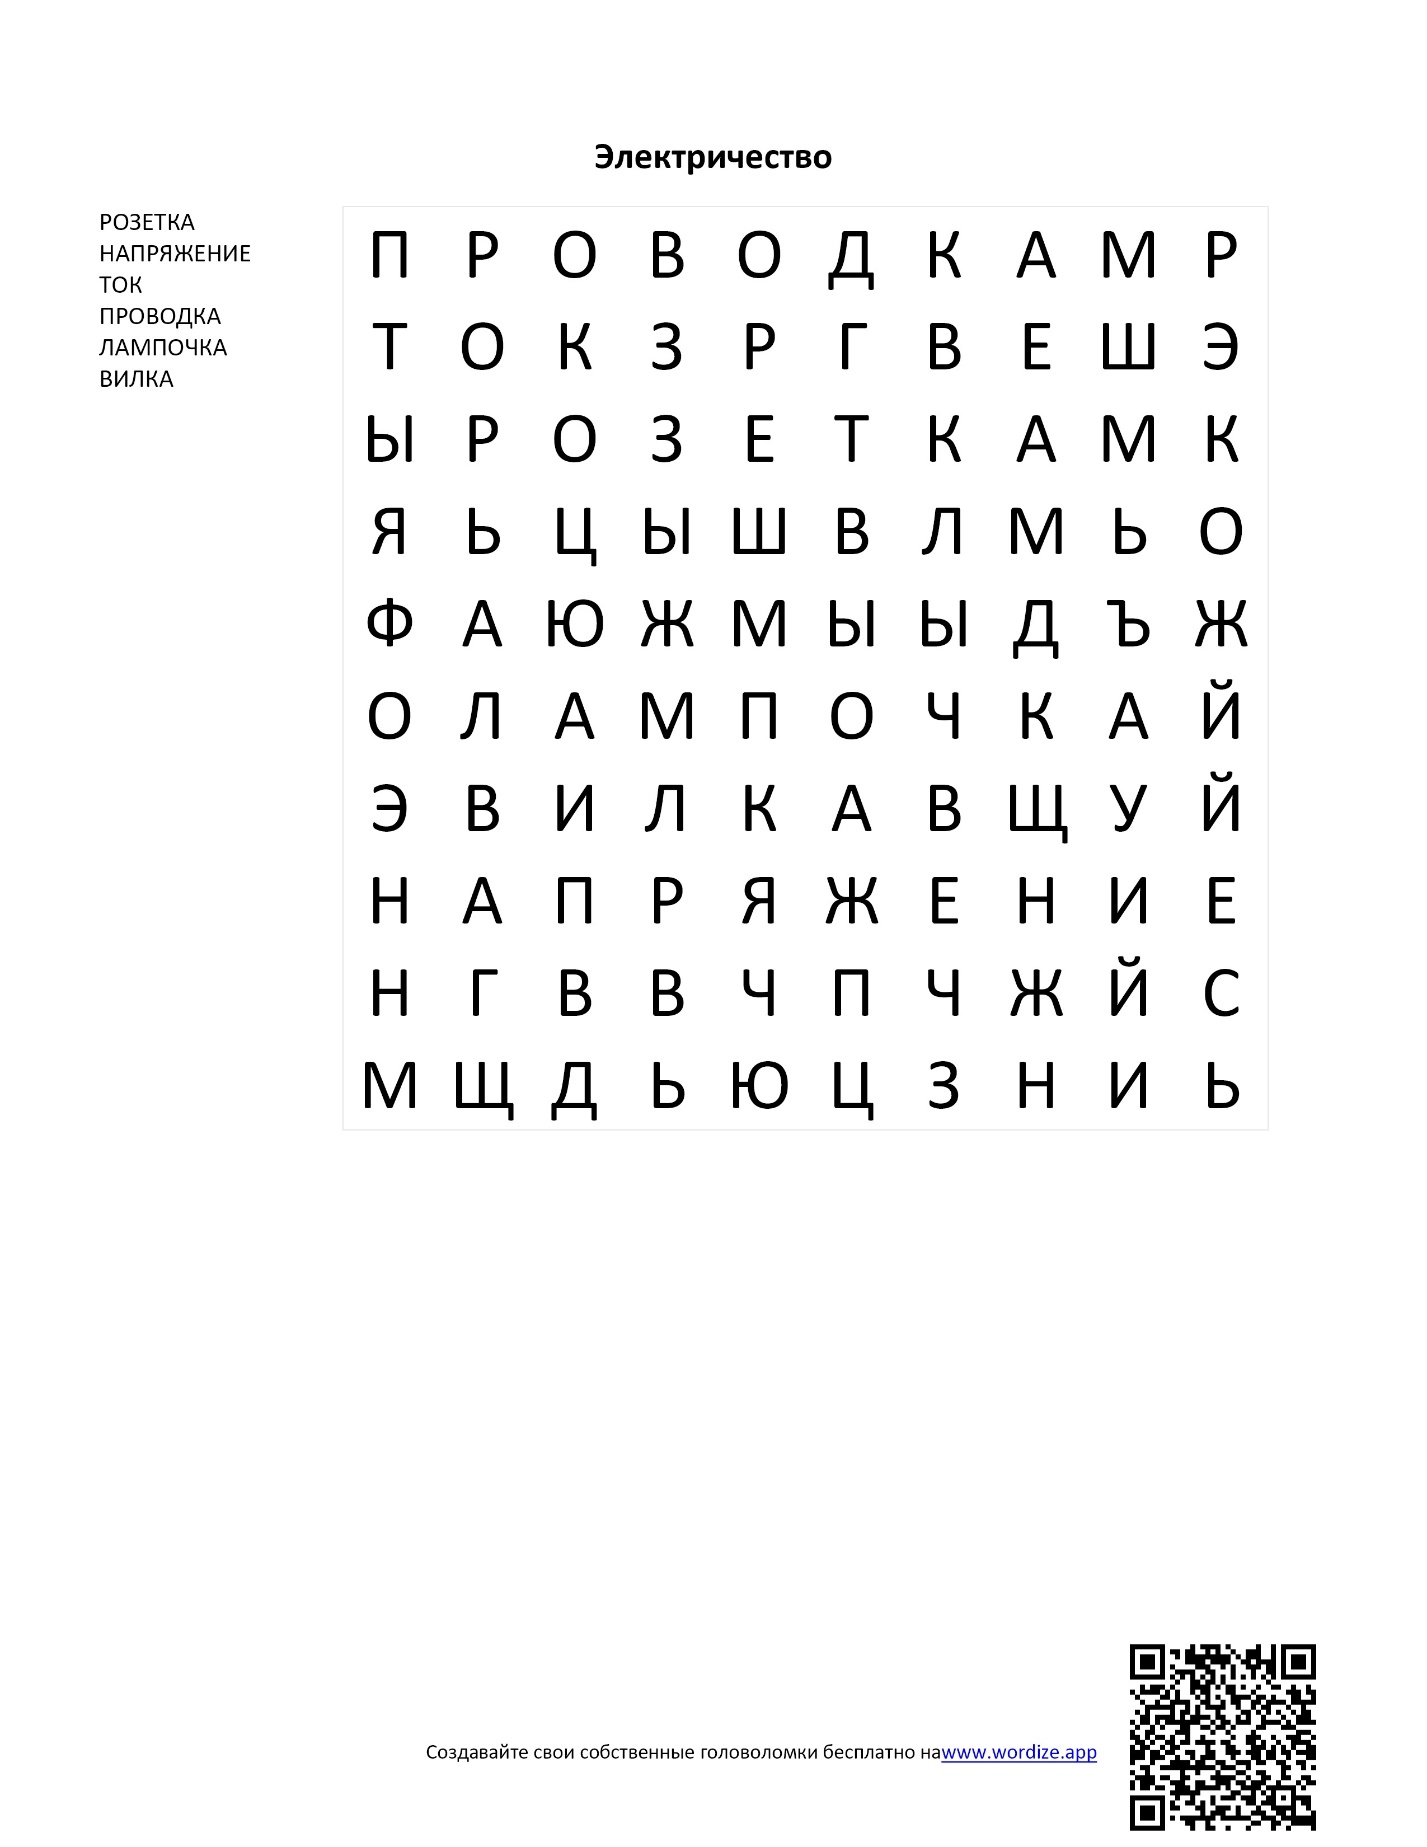 Электричество
РОЗЕТКА
НАПРЯЖЕНИЕ
ТОК
ПРОВОДКА
ЛАМПОЧКА
ВИЛКА
П Р О В О Д К А М Р
Т О К З Р Г В Е Ш Э
Ы Р О З Е Т К А М К
Я Ь Ц Ы Ш В Л М Ь О
Ф А Ю Ж М Ы Ы Д Ъ Ж
О Л А М П О Ч К А Й
Э В И Л К А В Щ У Й
Н А П Р Я Ж Е Н И Е
Н Г В В Ч П Ч Ж Й С
М Щ Д Ь Ю Ц З Н И Ь
Создавайте свои собственные головоломки бесплатно наwww.wordize.app